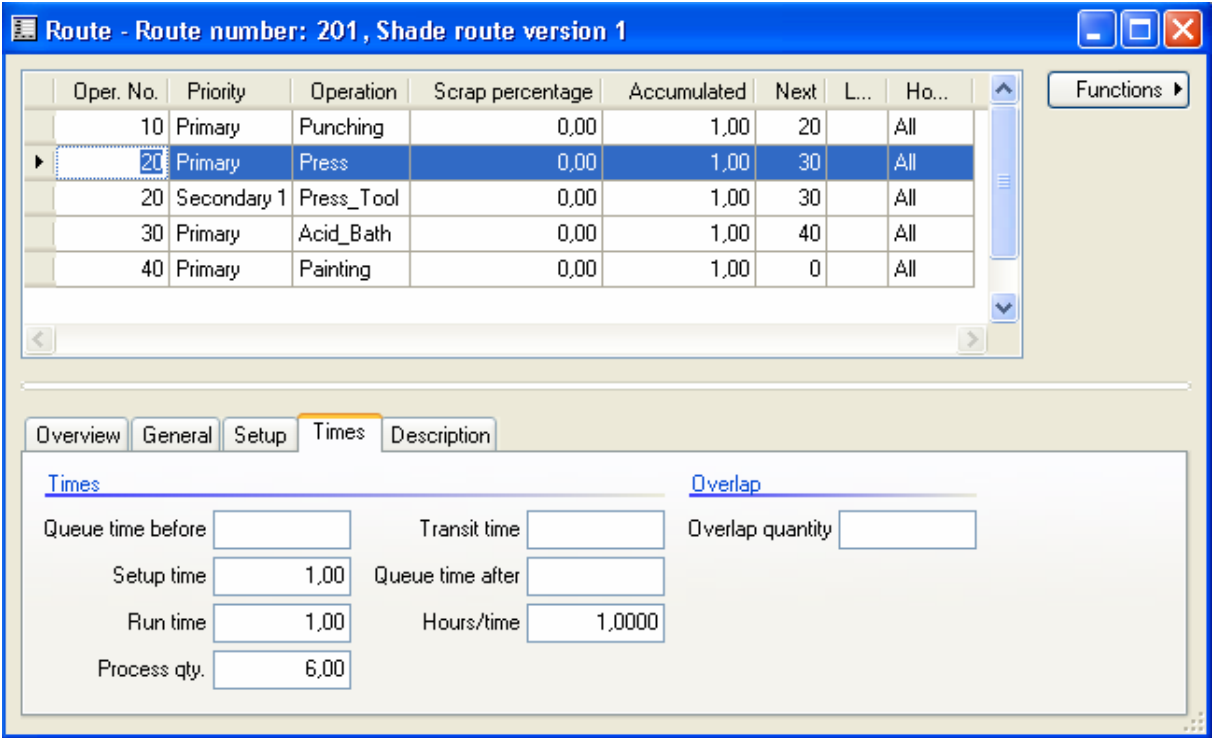 Route - Route number: 201, Shade route version 1
Functions
Oper. No. Priority Operation Scrap percentage Accumulated Next L... Ho...
10 Primary Punching 0,00 1,00 20 All
20 Primary Press 0,00 1,00 30 All
20 Secondary 1 Press_Tool 0,00 1,00 30 All
30 Primary Acid_Bath 0,00 1,00 40 All
40 Primary Painting 0,00 1,00 0 All
Overview General Setup Times Description
Times Overlap
Queue time before Transit time Overlap quantity
Setup time 1,00 Queue time after
Run time 1,00 Hours/time 1,0000
Process qty. 6,00